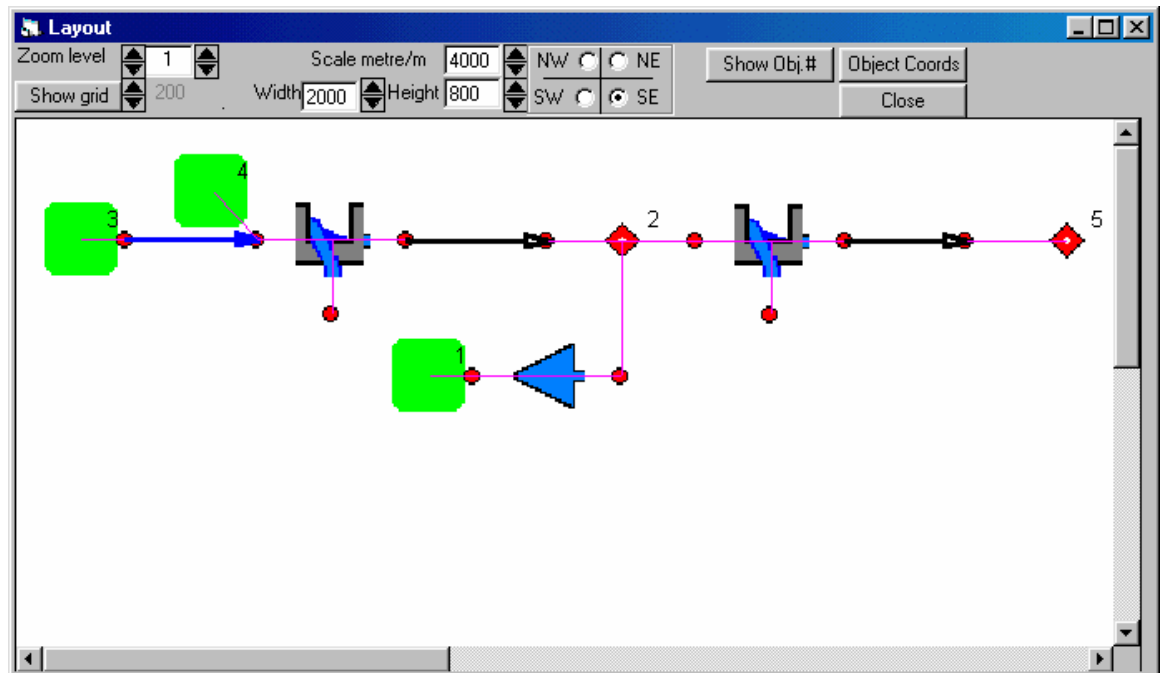 Layout
Zoom level 1 Scale metre/m 4000 NW NE Show Obj.# Object Coords
Show grid 200 . Width 2000 Height 800 SW SE Close
4
3 2 5
1